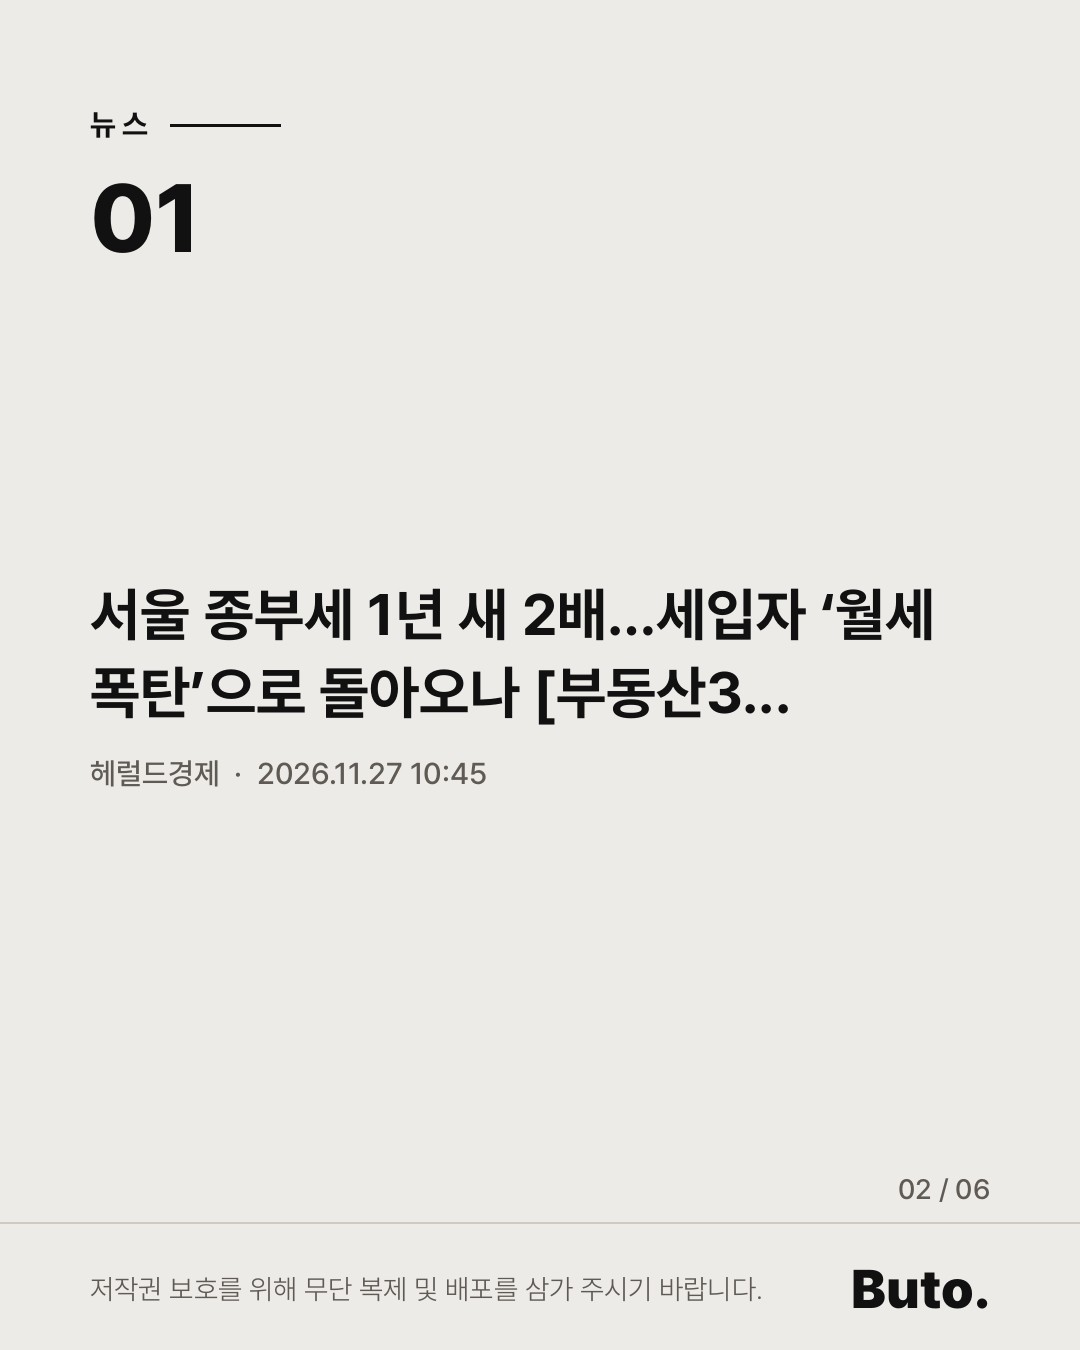 뉴스
01
서울 종부세 1년 새 2배…세입자 ‘월세
폭탄’으로 돌아오나 [부동산3…
헤럴드경제 · 2026.11.27 10:45
02 / 06
저작권 보호를 위해 무단 복제 및 배포를 삼가 주시기 바랍니다.
Buto.